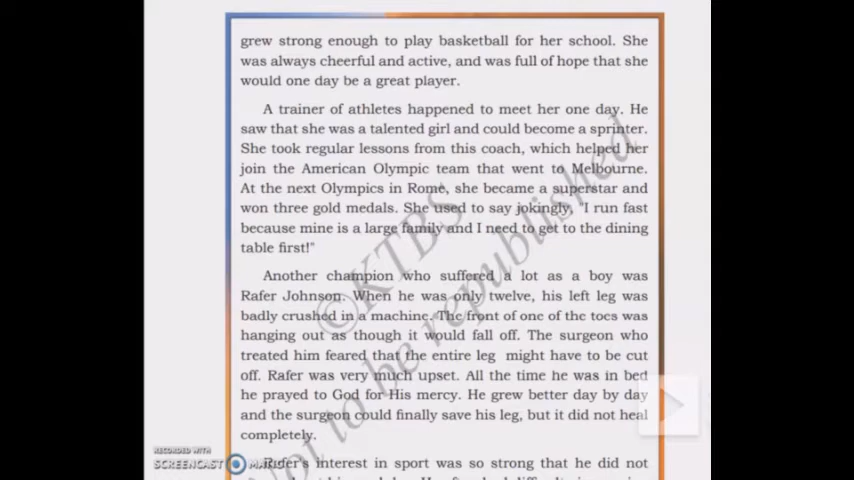 grew strong enough to play basketball for her school. She
was always cheerful and active, and was full of hope that she
would one day be a great player.
A trainer of athletes happened to meet her one day. He
saw that she was a talented girl and could become a sprinter.
She took regular lessons from this coach, which helped her
join the American Olympic team that went to Melbourne.
At the next Olympics in Rome, she became a superstar and
won three gold medals. She used to say jokingly, "I run fast
because mine is a large family and I need to get to the dining
table first!"
Another champion who suffered a lot as a boy was
Rafer Johnson. When he was only twelve, his left leg was
badly crushed in a machine. The front of one of the toes was
hanging out as though it would fall off. The surgeon who
treated him feared that the entire leg might have to be cut
off. Rafer was very much upset. All the time he was in bed
he prayed to God for His mercy. He grew better day by day
and the surgeon could finally save his leg, but it did not heal
completely.
Rafer's interest in sport was so strong that he did not
©KTBS
Not to be republished
RECORDED WITH
SCREENCAST MATIC